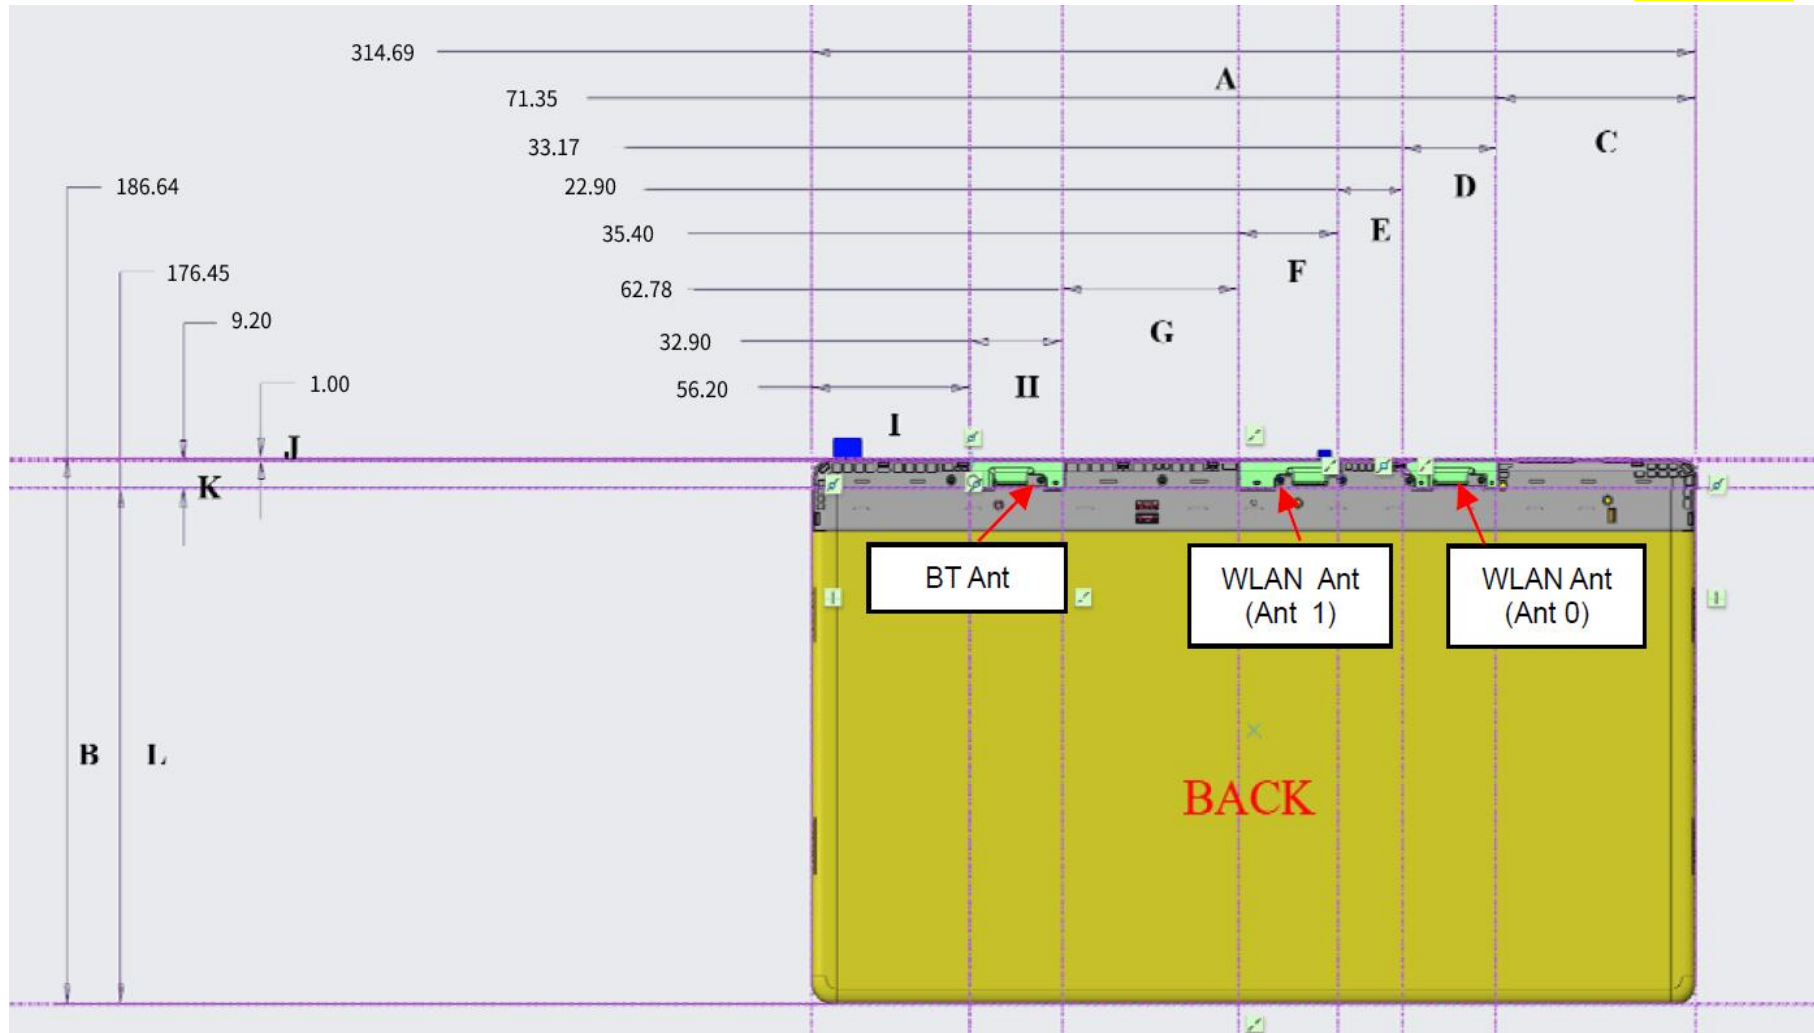 314.69
A
71.35
C
33.17
D
186.64
22.90
E
35.40
F
176.45
62.78
G
9.20
32.90
II
1.00
56.20
I
J
K
BT Ant
WLAN Ant
(Ant 1)
WLAN Ant
(Ant 0)
B
L
BACK